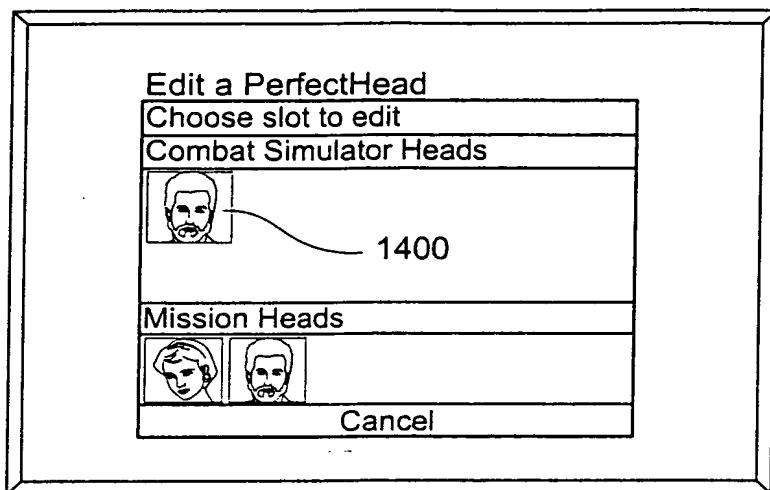 Edit a PerfectHead
Choose slot to edit
Combat Simulator Heads
1400
Mission Heads
Cancel